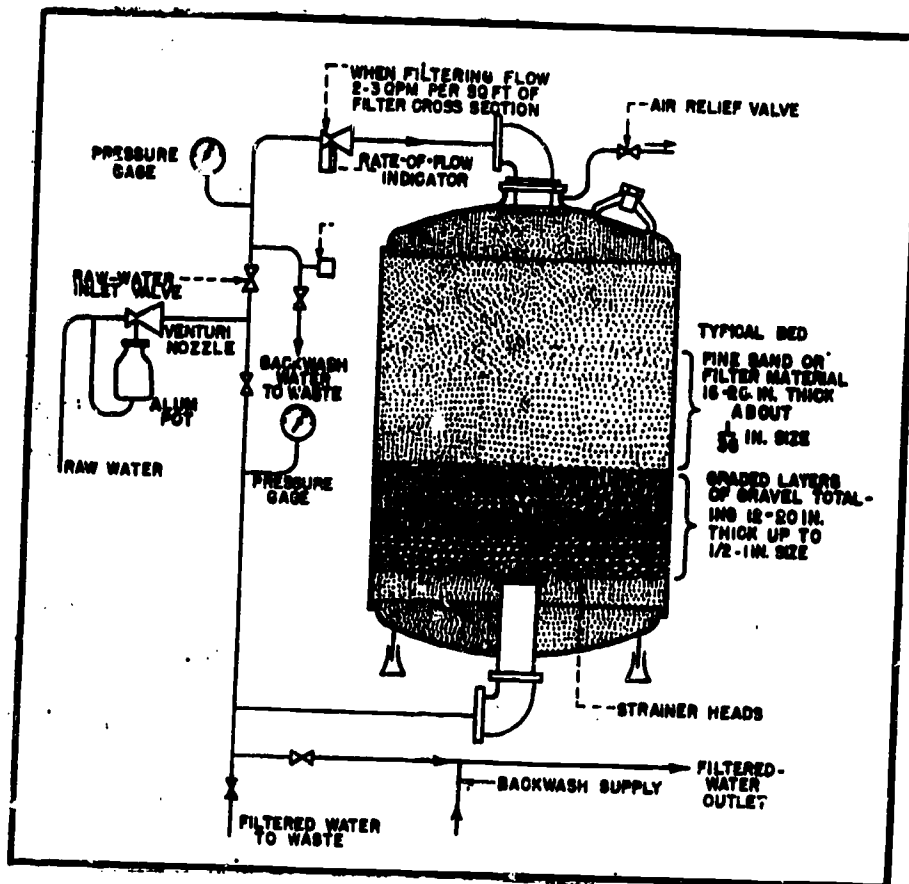 WHEN FILTERING FLOW
2-3 GPM PER SQ FT OF
FILTER CROSS SECTION
AIR RELIEF VALVE
PRESSURE
GAGE
RATE-OF-FLOW
INDICATOR
RAW-WATER
INLET VALVE
VENTURI
NOZZLE
BACKWASH
WATER
TO WASTE
ALUM
POT
RAW WATER
PRESSURE
GAGE
TYPICAL BED
FINE SAND OR
FILTER MATERIAL
THICK
ABOUT
IN. SIZE
GRADED LAYERS
OF GRAVEL TOTAL-
ING 12-20 IN.
THICK UP TO
1/2-1 IN. SIZE
STRAINER HEADS
BACKWASH SUPPLY
FILTERED-
WATER
OUTLET
FILTERED WATER
TO WASTE